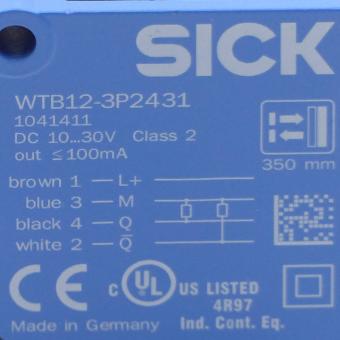 SICK
WTB12-3P2431
1041411
DC 10...30V Class 2
out ≤100mA
350 mm
brown 1 — L+
blue 3 — M
black 4 — Q
white 2 — Q̅
CE c UL US LISTED
4R97
Made in Germany Ind. Cont. Eq.